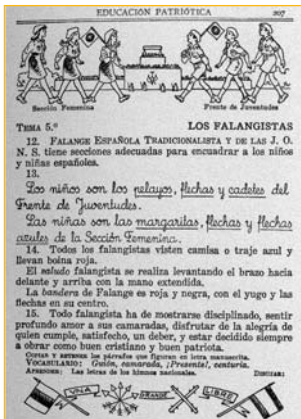 EDUCACIÓN PATRIÓTICA 207
Sección Femenina Frente de Juventudes
TEMA 5.º LOS FALANGISTAS
12. FALANGE ESPAÑOLA TRADICIONALISTA Y DE LAS J. O.
N. S. tiene secciones adecuadas para encuadrar a los niños
y niñas españoles.
13.
Los niños son los pelayos, flechas y cadetes del
Frente de Juventudes.
Las niñas son las margaritas, flechas y flechas
azules de la Sección Femenina.
14. Todos los falangistas visten camisa o traje azul y
llevan boina roja.
El saludo falangista se realiza levantando el brazo hacia
delante y arriba con la mano extendida.
La bandera de Falange es roja y negra, con el yugo y las
flechas en su centro.
15. Todo falangista ha de mostrarse disciplinado, sentir
profundo amor a sus camaradas, disfrutar de la alegría de
quien cumple, satisfecho, un deber, y estar decidido siempre
a obrar como buen cristiano y buen patriota.
COPIAR Y RETENER los párrafos que figuran en letra manuscrita.
VOCABULARIO: Guión, camarada, ¡Presente!, centuria.
APRENDER: Las letras de los himnos nacionales. DIBUJAR:
UNA GRANDE LIBRE